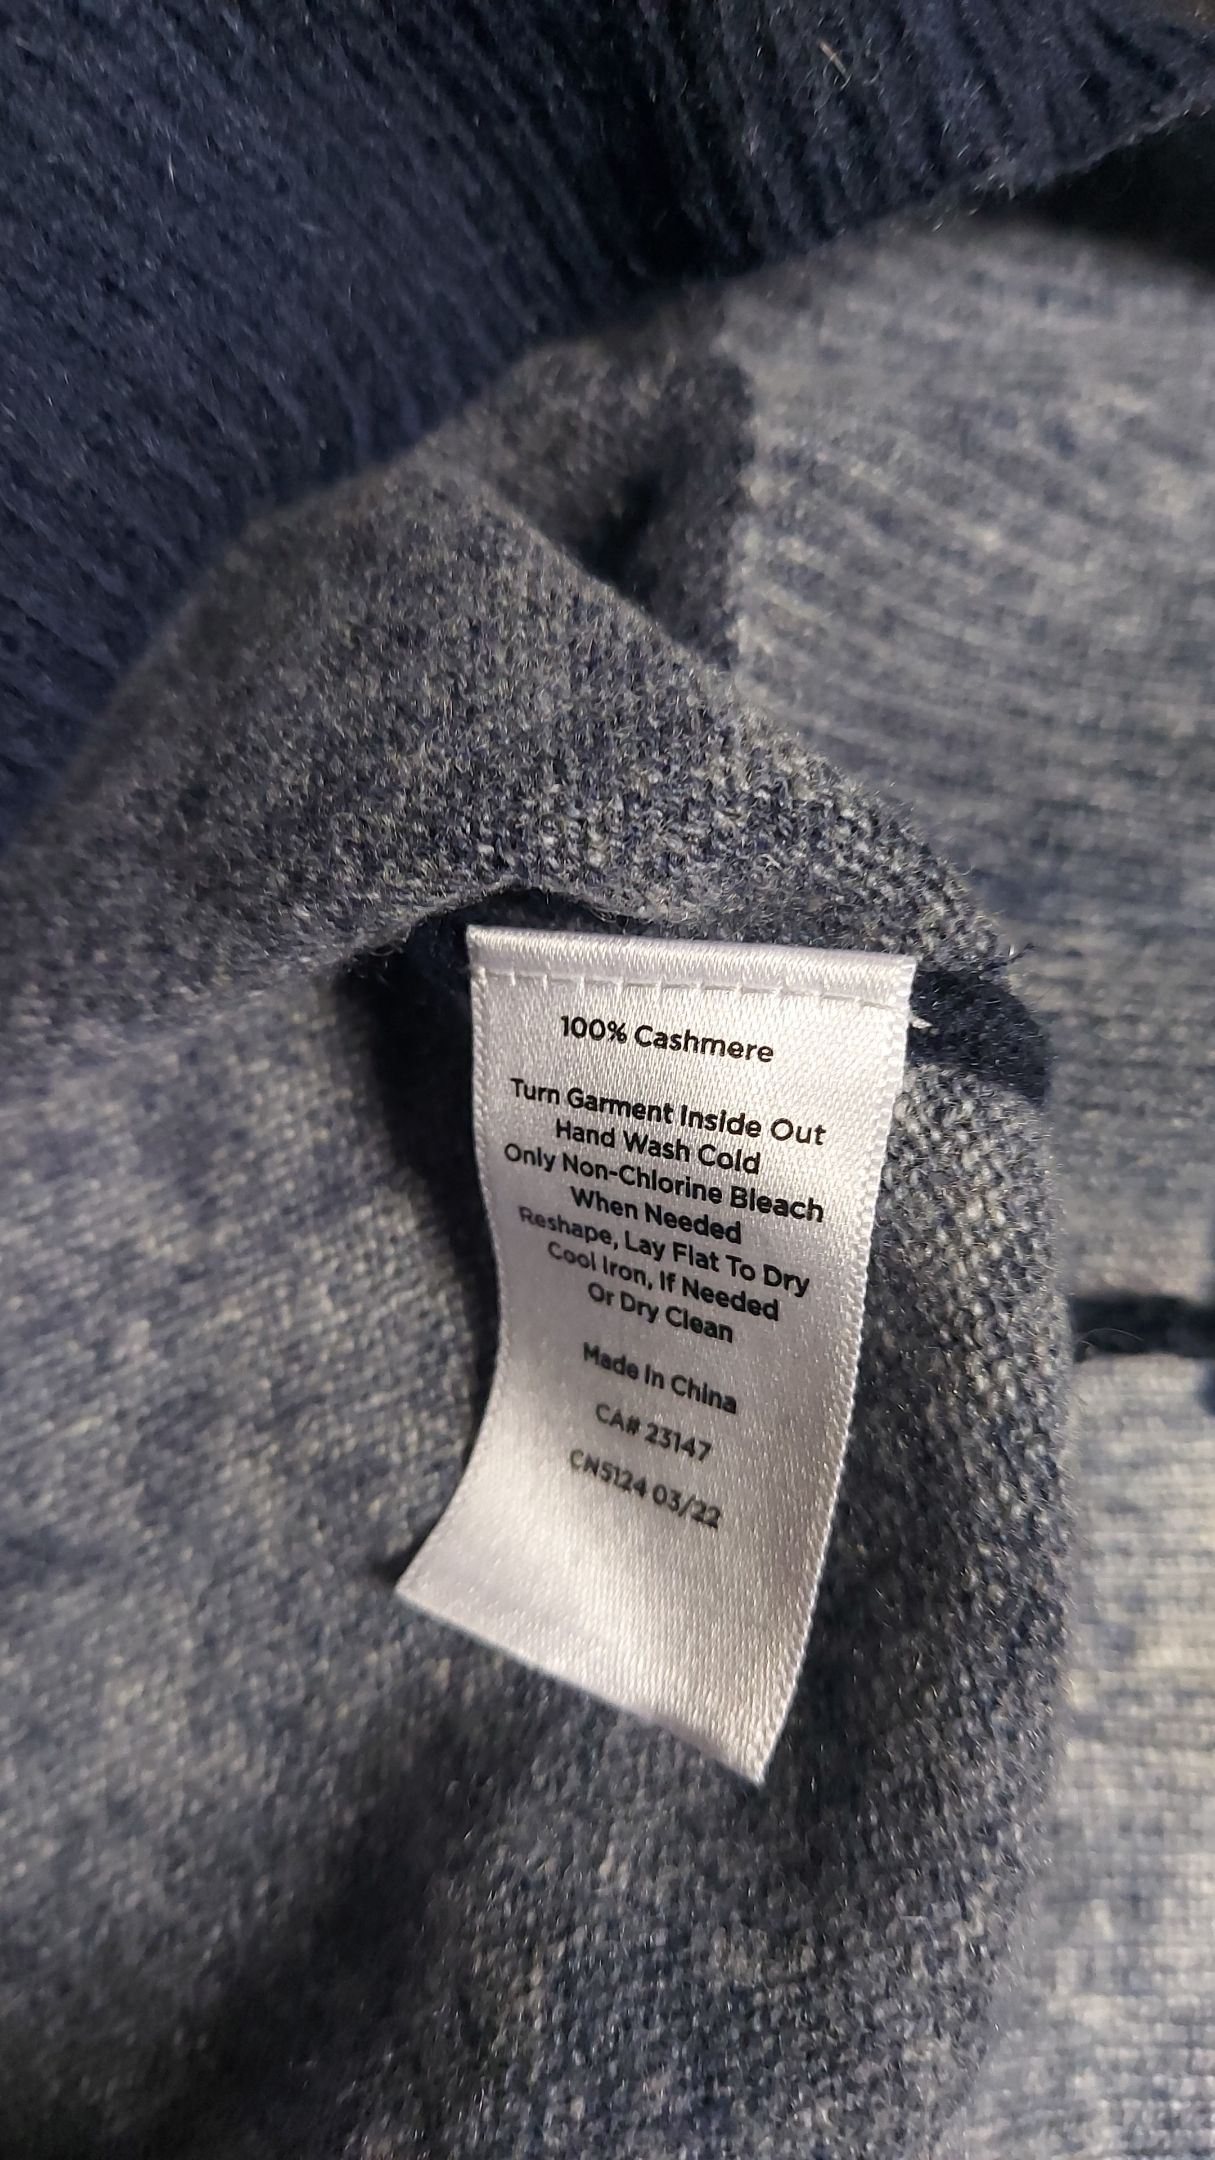 100% Cashmere
Turn Garment Inside Out
Hand Wash Cold
Only Non-Chlorine Bleach
When Needed
Reshape, Lay Flat To Dry
Cool Iron, If Needed
Or Dry Clean
Made In China
CA# 23147
CN5124 03/22